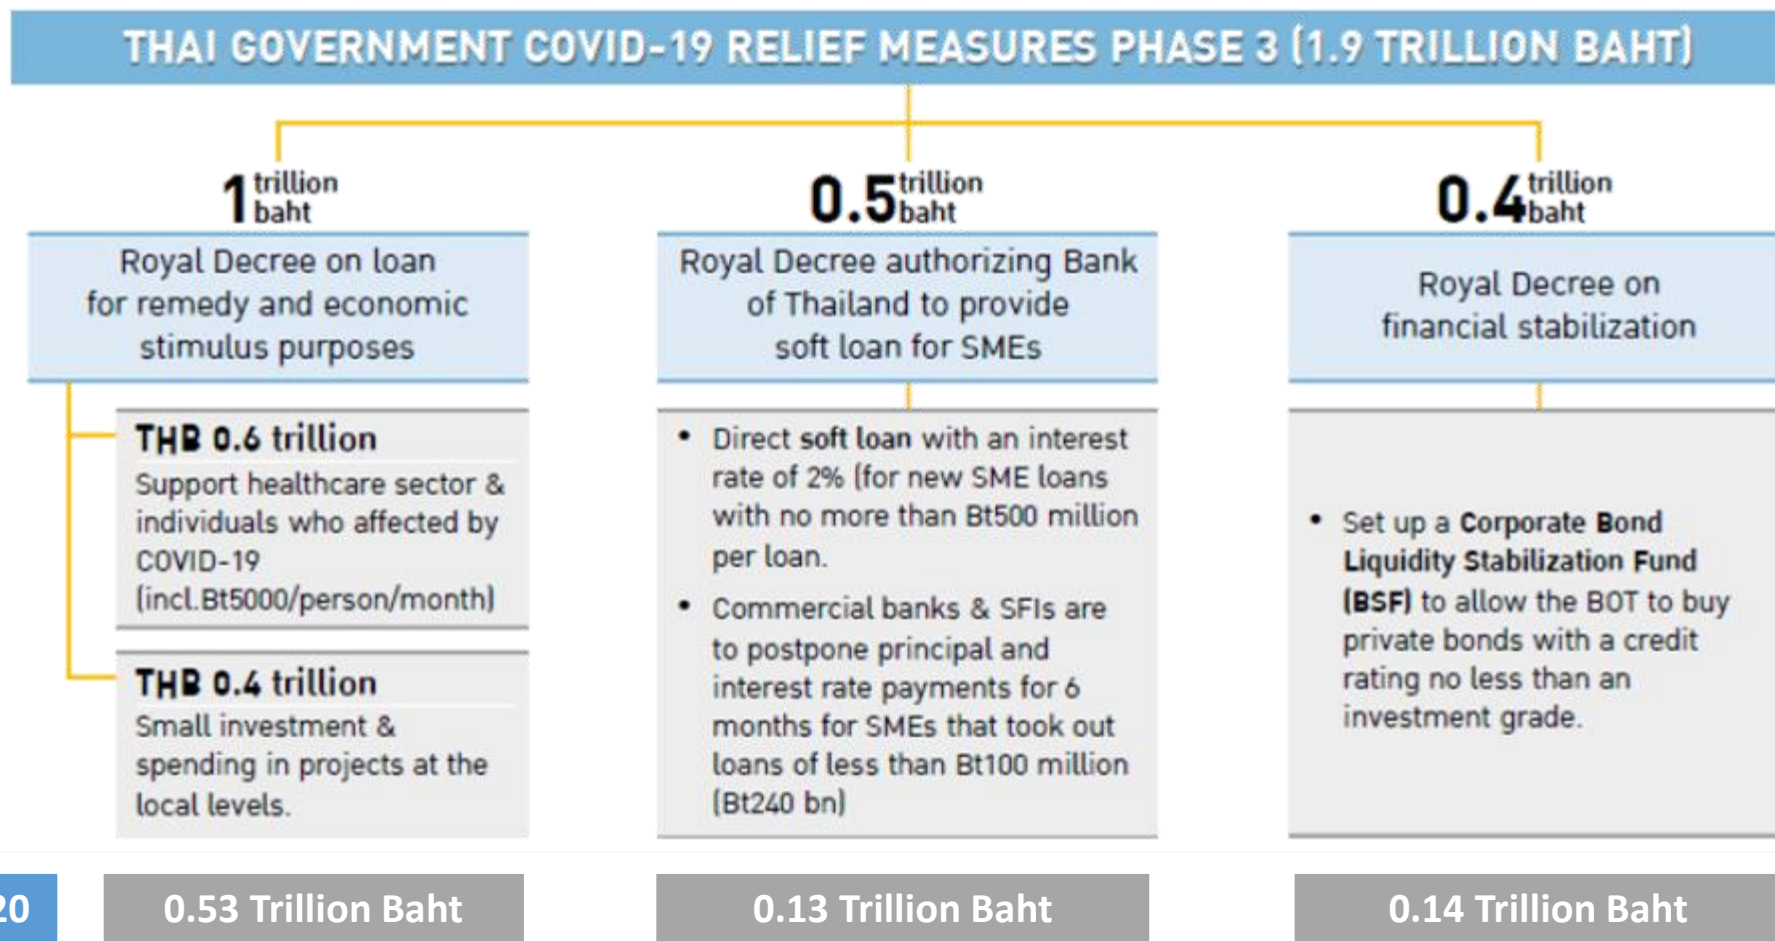 THAI GOVERNMENT COVID-19 RELIEF MEASURES PHASE 3 (1.9 TRILLION BAHT)
1 trillion
baht
Royal Decree on loan
for remedy and economic
stimulus purposes
THB 0.6 trillion
Support healthcare sector &
individuals who affected by
COVID-19
(incl.Bt5000/person/month)
THB 0.4 trillion
Small investment &
spending in projects at the
local levels.
0.5 trillion
baht
Royal Decree authorizing Bank
of Thailand to provide
soft loan for SMEs
• Direct soft loan with an interest
rate of 2% (for new SME loans
with no more than Bt500 million
per loan.
• Commercial banks & SFIs are
to postpone principal and
interest rate payments for 6
months for SMEs that took out
loans of less than Bt100 million
(Bt240 bn)
0.4 trillion
baht
Royal Decree on
financial stabilization
• Set up a Corporate Bond
Liquidity Stabilization Fund
(BSF) to allow the BOT to buy
private bonds with a credit
rating no less than an
investment grade.
20
0.53 Trillion Baht
0.13 Trillion Baht
0.14 Trillion Baht